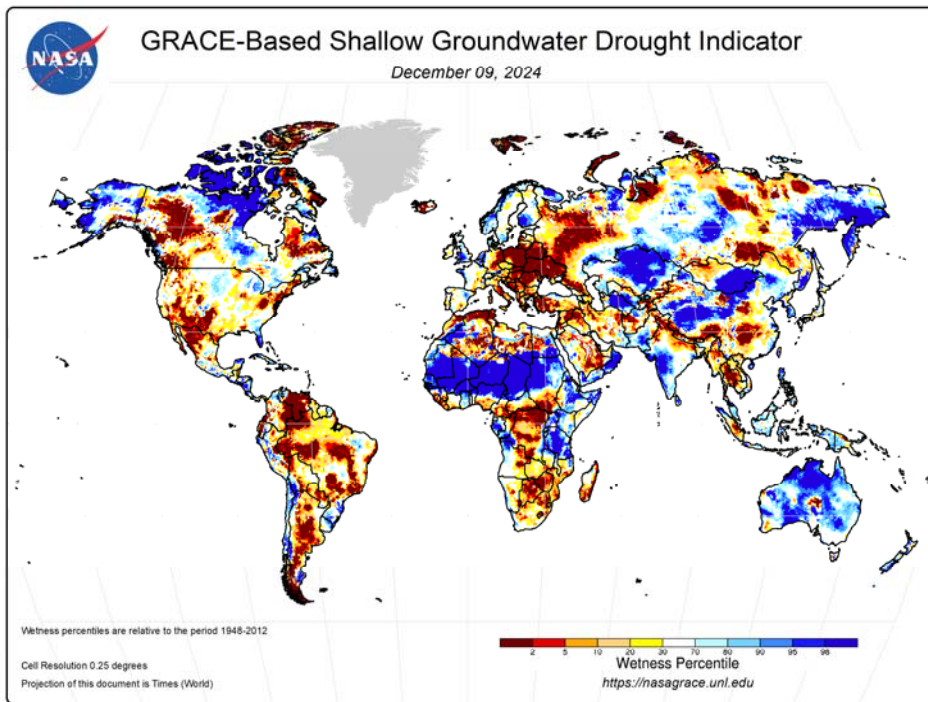 NASA
GRACE-Based Shallow Groundwater Drought Indicator
December 09, 2024
Wetness percentiles are relative to the period 1948-2012
Cell Resolution 0.25 degrees
Projection of this document is Times (World)
2 5 10 20 30 70 80 90 95 98
Wetness Percentile
https://nasagrace.unl.edu